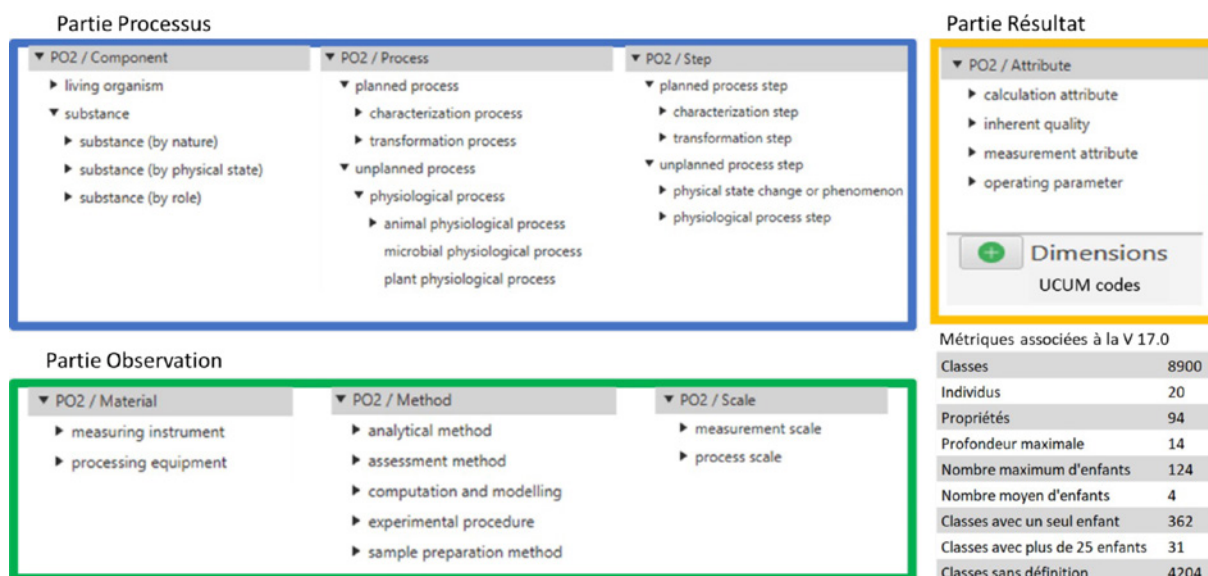 Partie Processus
▼ PO2 / Component
▶ living organism
▼ substance
▶ substance (by nature)
▶ substance (by physical state)
▶ substance (by role)
▼ PO2 / Process
▼ planned process
▶ characterization process
▶ transformation process
▼ unplanned process
▼ physiological process
▶ animal physiological process
microbial physiological process
plant physiological process
▼ PO2 / Step
▼ planned process step
▶ characterization step
▶ transformation step
▼ unplanned process step
▶ physical state change or phenomenon
▶ physiological process step
Partie Résultat
▼ PO2 / Attribute
▶ calculation attribute
▶ inherent quality
▶ measurement attribute
▶ operating parameter
Dimensions
UCUM codes
Partie Observation
▼ PO2 / Material
▶ measuring instrument
▶ processing equipment
▼ PO2 / Method
▶ analytical method
▶ assessment method
▶ computation and modelling
▶ experimental procedure
▶ sample preparation method
▼ PO2 / Scale
▶ measurement scale
▶ process scale
Métriques associées à la V 17.0
Classes 8900
Individus 20
Propriétés 94
Profondeur maximale 14
Nombre maximum d'enfants 124
Nombre moyen d'enfants 4
Classes avec un seul enfant 362
Classes avec plus de 25 enfants 31
Classes sans définition 4204